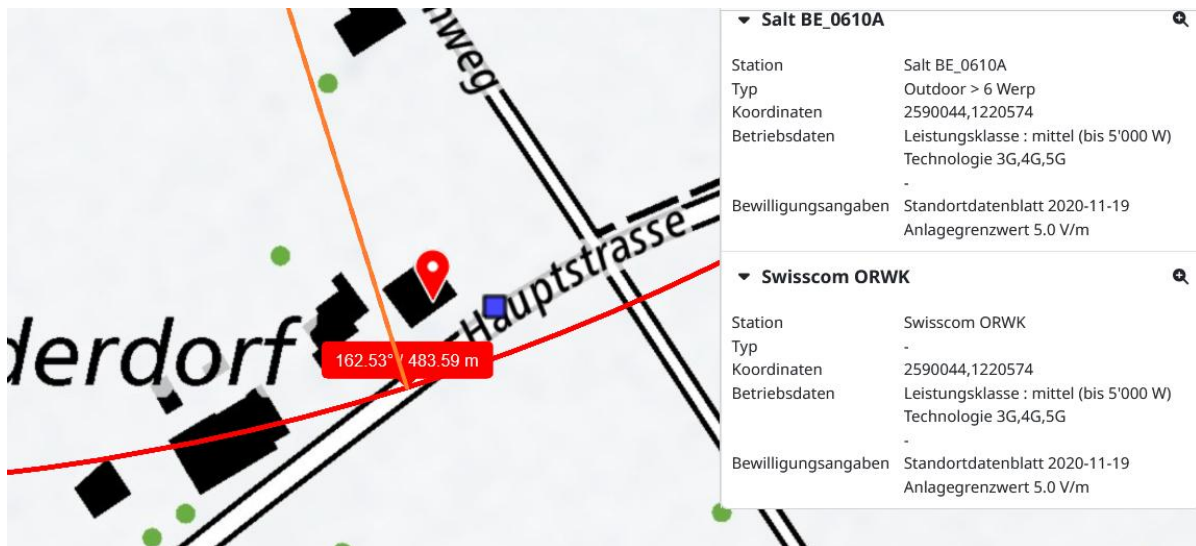 nweg
Hauptstrasse
derdorf
162.53° / 483.59 m
Salt BE_0610A
Station Salt BE_0610A
Typ Outdoor > 6 Werp
Koordinaten 2590044,1220574
Betriebsdaten Leistungsklasse : mittel (bis 5'000 W)
Technologie 3G,4G,5G
-
Bewilligungsangaben Standortdatenblatt 2020-11-19
Anlagegrenzwert 5.0 V/m
Swisscom ORWK
Station Swisscom ORWK
Typ -
Koordinaten 2590044,1220574
Betriebsdaten Leistungsklasse : mittel (bis 5'000 W)
Technologie 3G,4G,5G
-
Bewilligungsangaben Standortdatenblatt 2020-11-19
Anlagegrenzwert 5.0 V/m